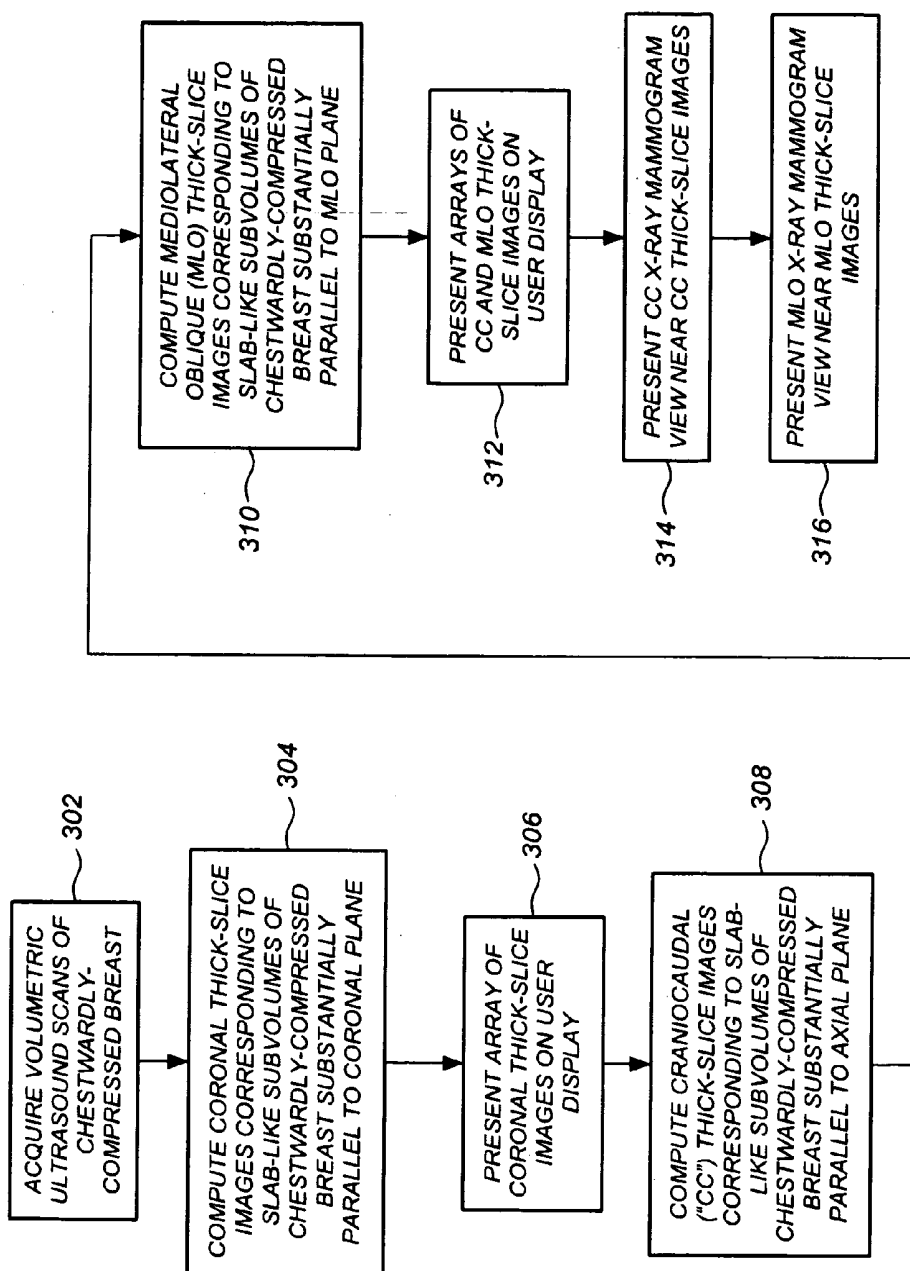 ACQUIRE VOLUMETRIC
ULTRASOUND SCANS OF
CHESTWARDLY-
COMPRESSED BREAST
302
COMPUTE CORONAL THICK-SLICE
IMAGES CORRESPONDING TO
SLAB-LIKE SUBVOLUMES OF
CHESTWARDLY-COMPRESSED
BREAST SUBSTANTIALLY
PARALLEL TO CORONAL PLANE
304
PRESENT ARRAY OF
CORONAL THICK-SLICE
IMAGES ON USER
DISPLAY
306
COMPUTE CRANIOCAUDAL
("CC") THICK-SLICE IMAGES
CORRESPONDING TO SLAB-
LIKE SUBVOLUMES OF
CHESTWARDLY-COMPRESSED
BREAST SUBSTANTIALLY
PARALLEL TO AXIAL PLANE
308
COMPUTE MEDIOLATERAL
OBLIQUE (MLO) THICK-SLICE
IMAGES CORRESPONDING TO
SLAB-LIKE SUBVOLUMES OF
CHESTWARDLY-COMPRESSED
BREAST SUBSTANTIALLY
PARALLEL TO MLO PLANE
310
PRESENT ARRAYS OF
CC AND MLO THICK-
SLICE IMAGES ON
USER DISPLAY
312
PRESENT CC X-RAY MAMMOGRAM
VIEW NEAR CC THICK-SLICE IMAGES
314
PRESENT MLO X-RAY MAMMOGRAM
VIEW NEAR MLO THICK-SLICE
IMAGES
316